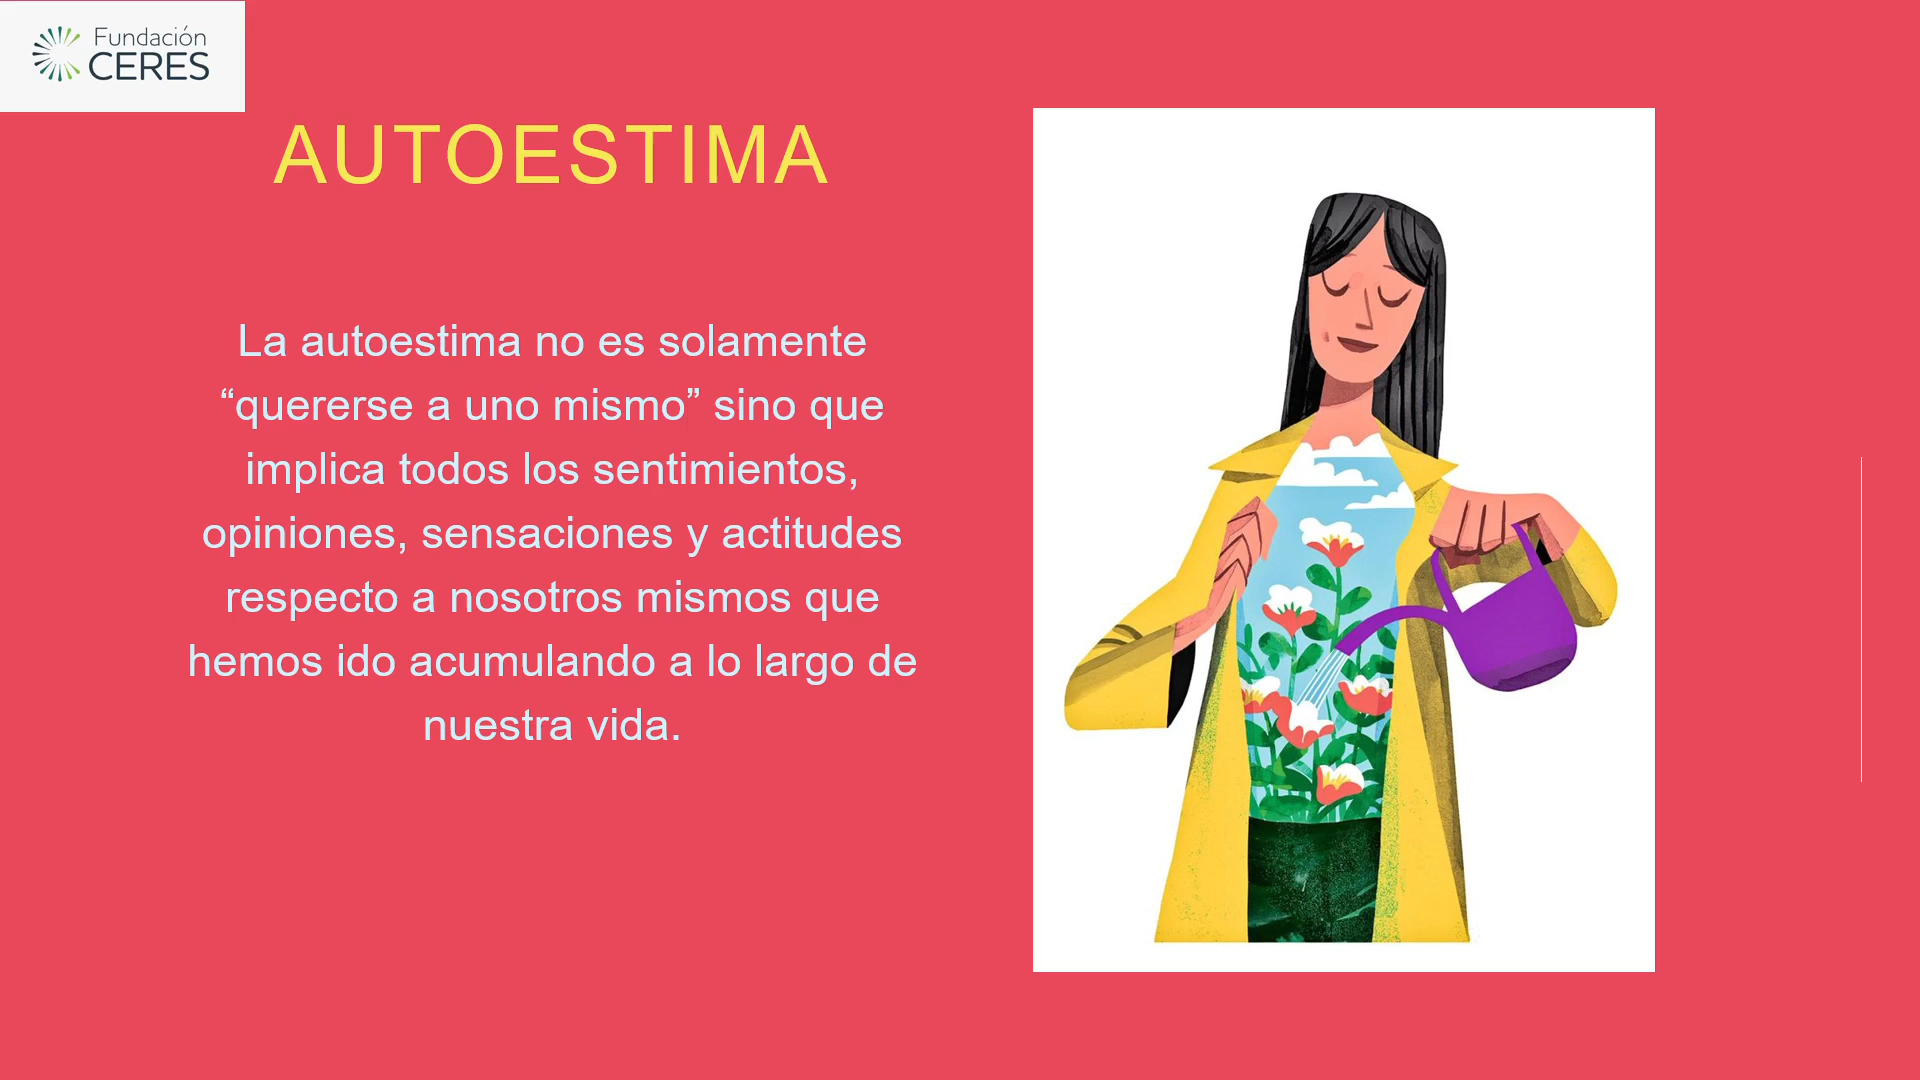 Fundación
CERES
AUTOESTIMA
La autoestima no es solamente
“quererse a uno mismo” sino que
implica todos los sentimientos,
opiniones, sensaciones y actitudes
respecto a nosotros mismos que
hemos ido acumulando a lo largo de
nuestra vida.